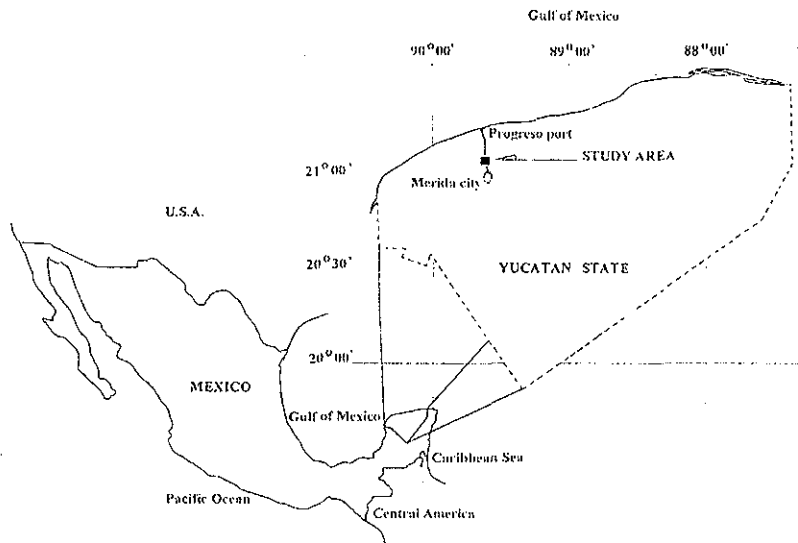 Gulf of Mexico
90°00' 89°00' 88°00'
Progreso port
STUDY AREA
21°00'
Merida city
U.S.A.
20°30'
YUCATAN STATE
20°00'
MEXICO
Gulf of Mexico
Caribbean Sea
Pacific Ocean
Central America